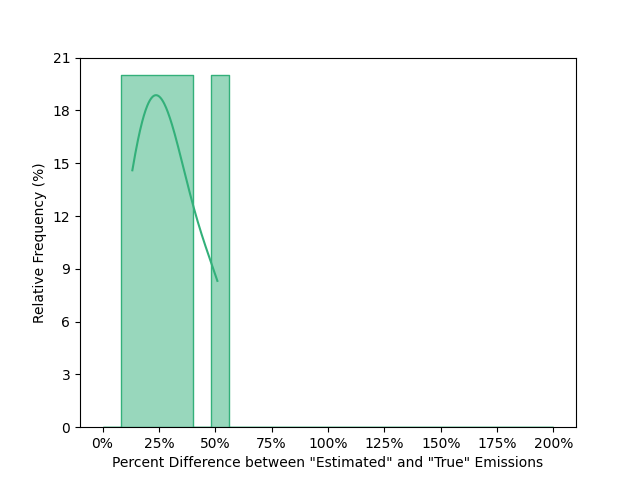 21
18
15
12
9
6
3
0
Relative Frequency (%)
0% 25% 50% 75% 100% 125% 150% 175% 200%
Percent Difference between "Estimated" and "True" Emissions